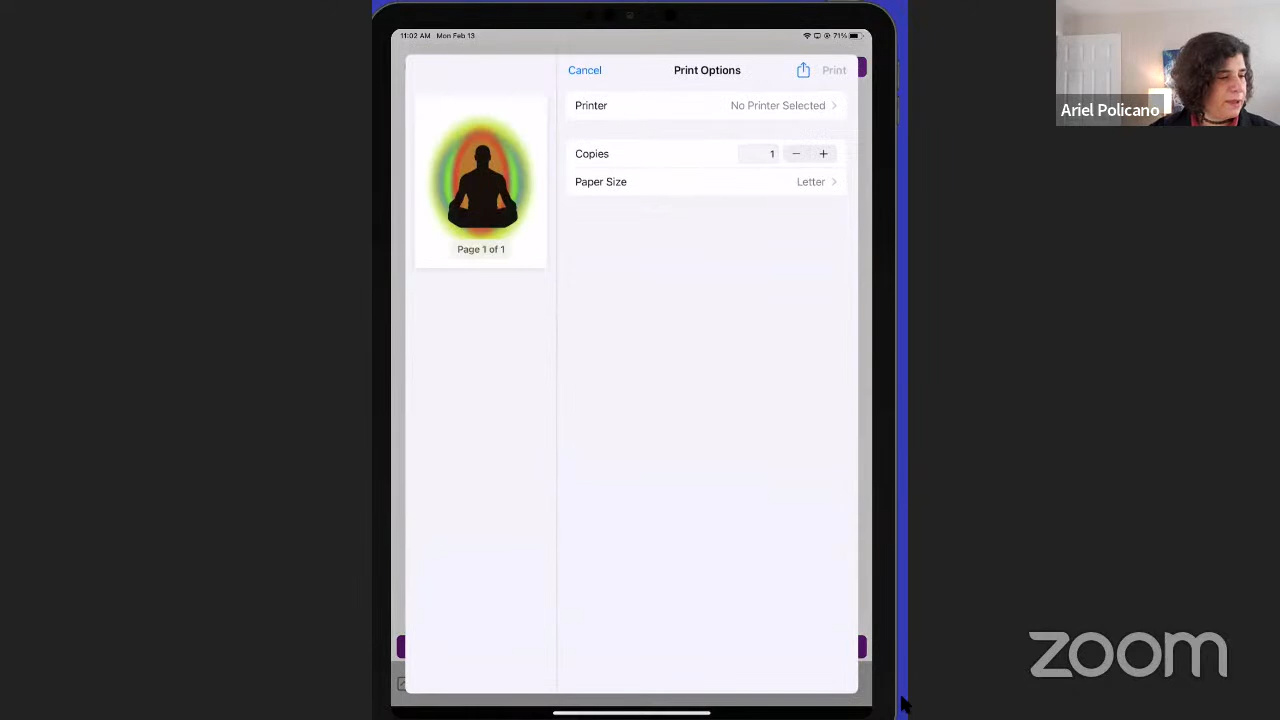 11:02 AM Mon Feb 13
71%
Cancel
Print Options
Print
Printer
No Printer Selected
Copies
1
Paper Size
Letter
Page 1 of 1
Ariel Policano
zoom